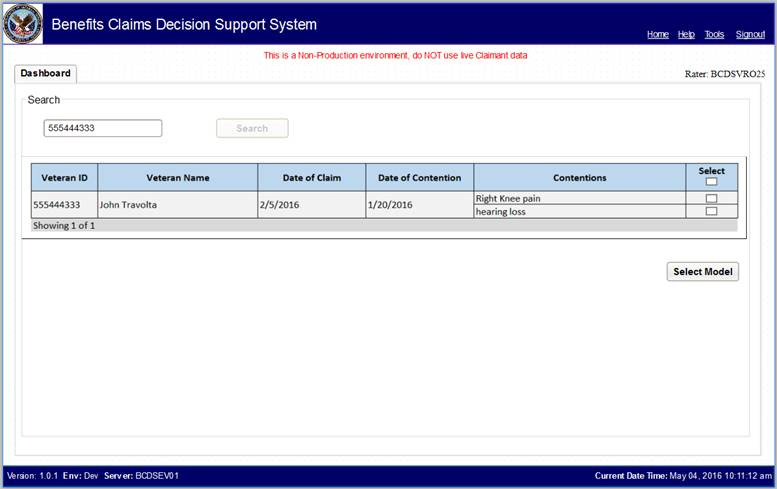 Benefits Claims Decision Support System
Home Help Tools Signout
This is a Non-Production environment, do NOT use live Claimant data
Dashboard
Rater: BCDSVRO25
Search
555444333 Search
Veteran ID Veteran Name Date of Claim Date of Contention Contentions Select
555444333 John Travolta 2/5/2016 1/20/2016 Right Knee pain
hearing loss
Showing 1 of 1
Select Model
Version: 1.0.1 Env: Dev Server: BCDSEV01 Current Date Time: May 04, 2016 10:11:12 am